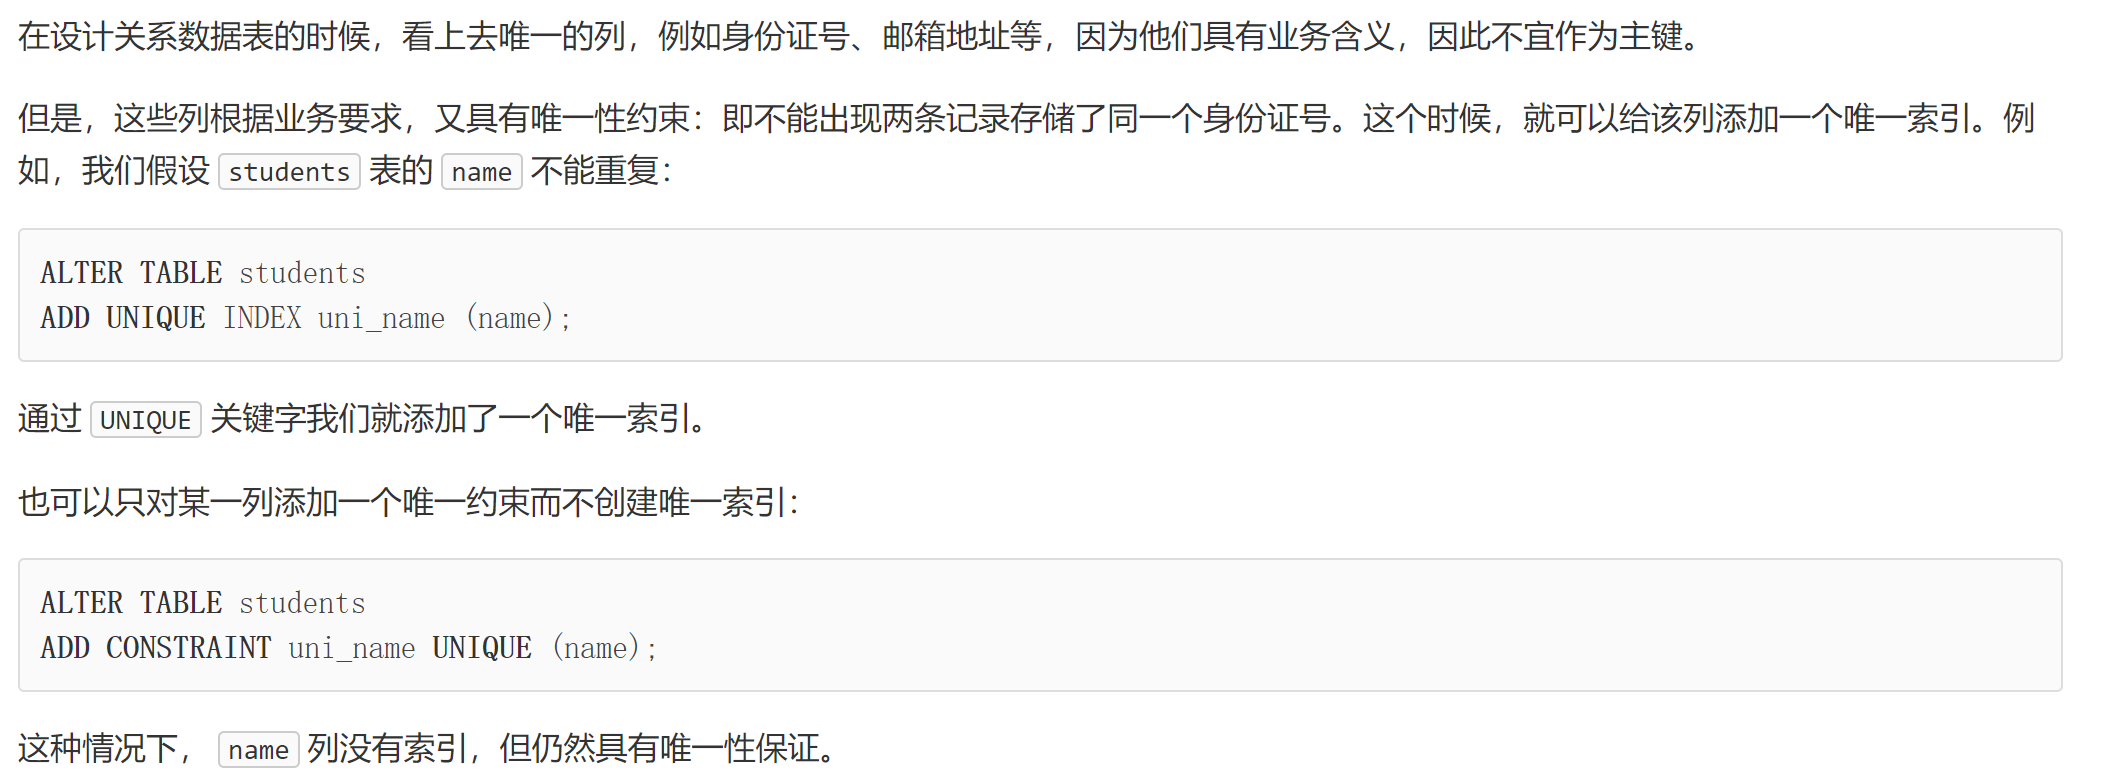 在设计关系数据表的时候，看上去唯一的列，例如身份证号、邮箱地址等，因为他们具有业务含义，因此不宜作为主键。
但是，这些列根据业务要求，又具有唯一性约束：即不能出现两条记录存储了同一个身份证号。这个时候，就可以给该列添加一个唯一索引。例
如，我们假设 students 表的 name 不能重复：
ALTER TABLE students
ADD UNIQUE INDEX uni_name (name);
通过 UNIQUE 关键字我们就添加了一个唯一索引。
也可以只对某一列添加一个唯一约束而不创建唯一索引：
ALTER TABLE students
ADD CONSTRAINT uni_name UNIQUE (name);
这种情况下， name 列没有索引，但仍然具有唯一性保证。